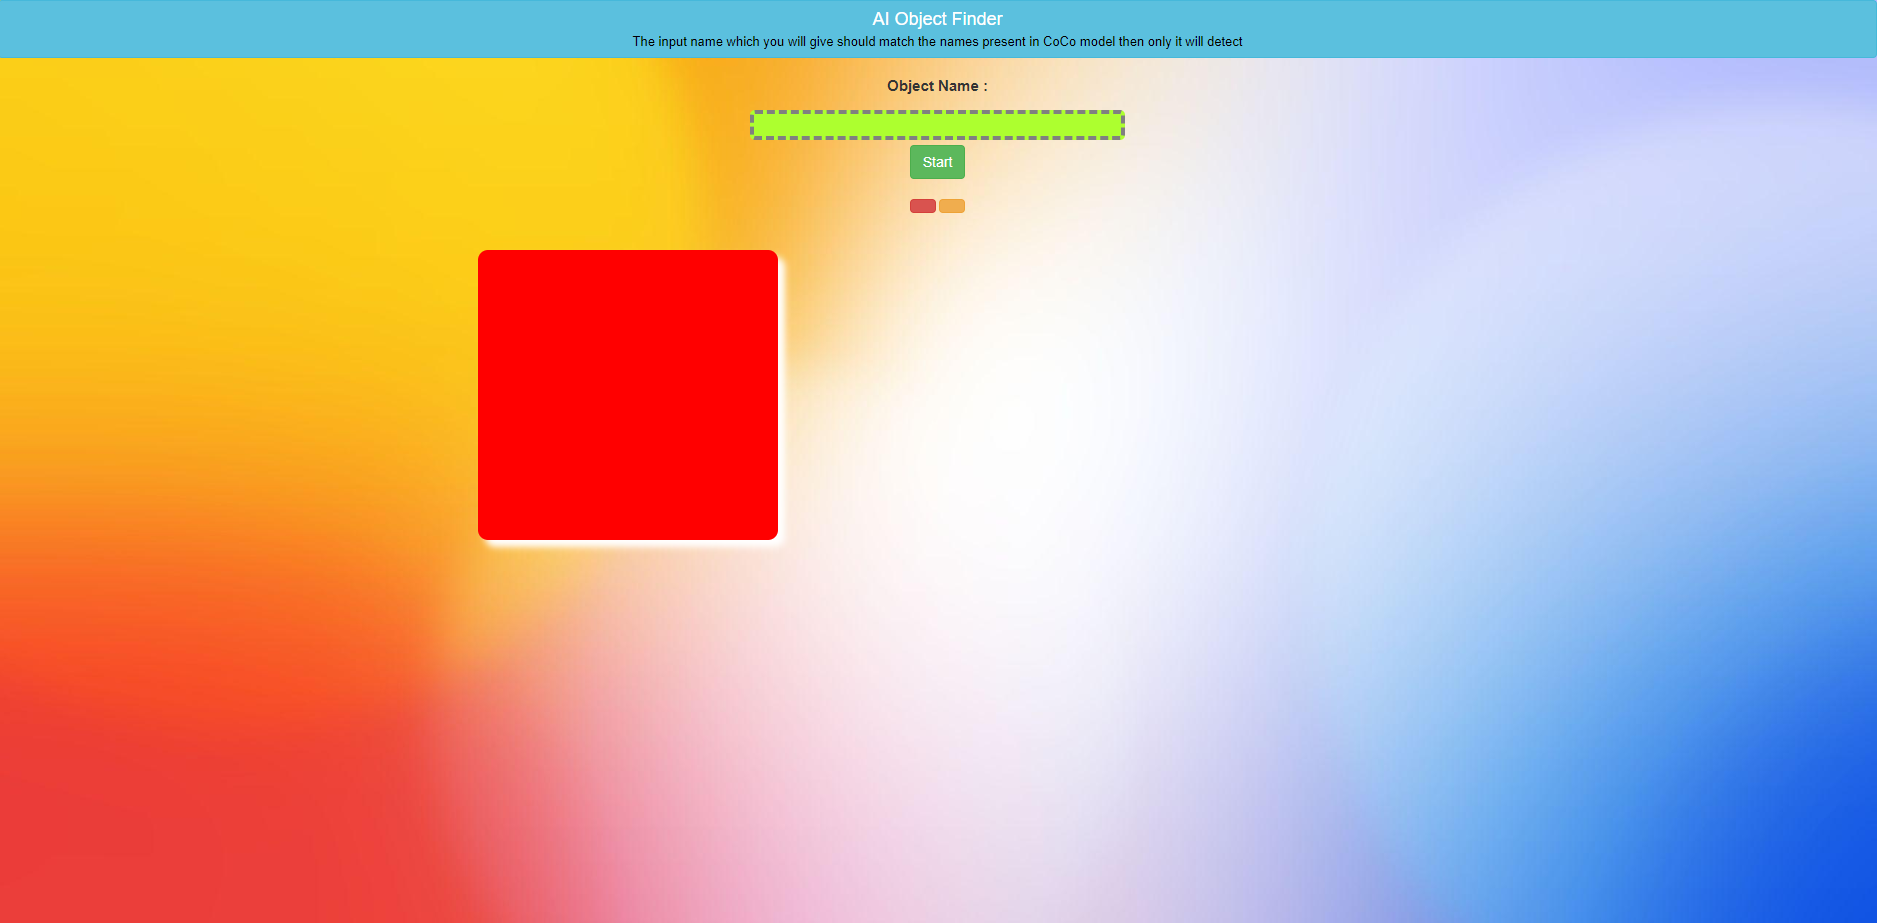 AI Object Finder
The input name which you will give should match the names present in CoCo model then only it will detect
Object Name :
Start